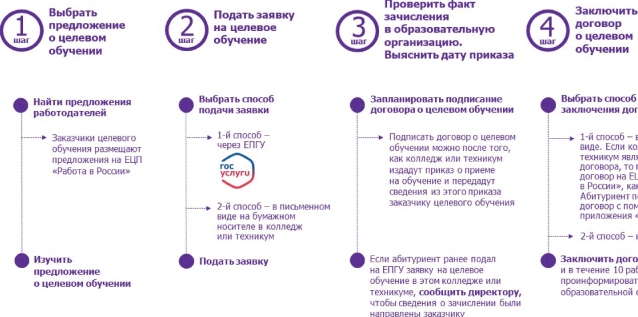 1
шаг
Выбрать
предложение
о целевом
обучении
Найти предложения
работодателей
Заказчики целевого
обучения размещают
предложения на ЕЦП
«Работа в России»
Изучить
предложение
о целевом обучении
2
шаг
Подать заявку
на целевое
обучение
Выбрать способ
подачи заявки
1-й способ –
через ЕПГУ
гос
услуги
2-й способ – в письменном
виде на бумажном
носителе в колледж
или техникум
Подать заявку
3
шаг
Проверить факт
зачисления
в образовательную
организацию.
Выяснить дату приказа
Запланировать подписание
договора о целевом обучении
Подписать договор о целевом
обучении можно после того,
как колледж или техникум
издадут приказ о приеме
на обучение и передадут
сведения из этого приказа
заказчику целевого обучения
Если абитуриент ранее подал
на ЕПГУ заявку на целевое
обучение в этом колледже или
техникуме, сообщить директору,
чтобы сведения о зачислении были
направлены заказчику
4
шаг
Заключить
договор
о целевом
обучении
Выбрать способ
заключения дог
1-й способ – в
виде. Если ко
техникум явля
договора, то
договор на ЕЦ
в России», как
Абитуриент п
договор с пом
приложения «
2-й способ –
Заключить дого
и в течение 10 раб
проинформироват
образовательной о